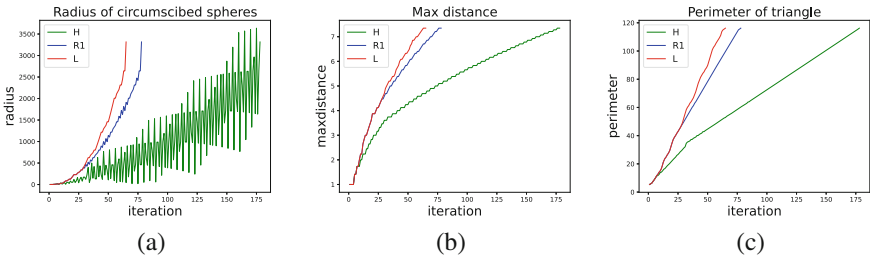 Radius of circumscibed spheres
H
R1
L
radius
3500
3000
2500
2000
1500
1000
500
0
0 25 50 75 100 125 150 175
iteration
(a)
Max distance
H
R1
L
maxdistance
7
6
5
4
3
2
1
0 25 50 75 100 125 150 175
iteration
(b)
Perimeter of triangle
H
R1
L
perimeter
120
100
80
60
40
20
0
0 25 50 75 100 125 150 175
iteration
(c)